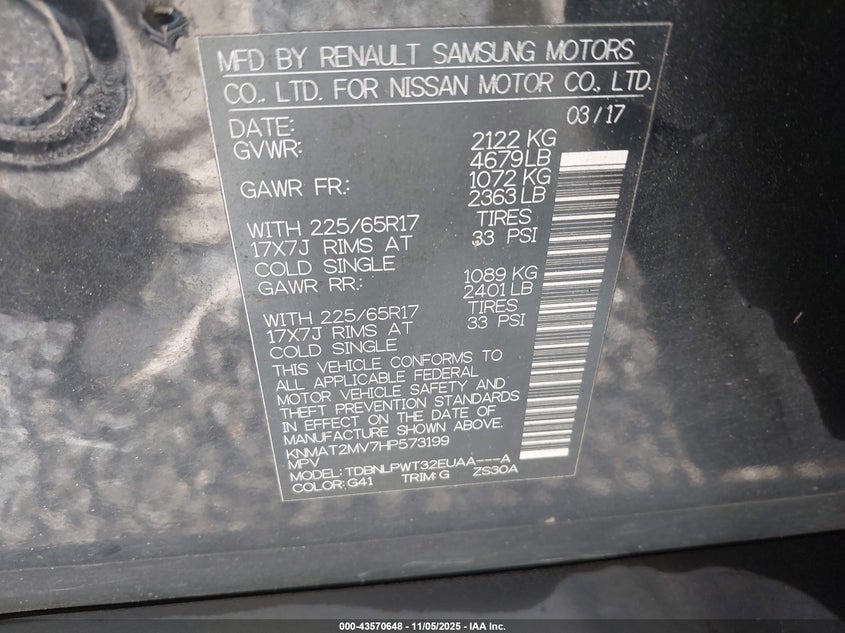 MFD BY RENAULT SAMSUNG MOTORS
CO., LTD. FOR NISSAN MOTOR CO., LTD.
DATE: 03/17
GVWR: 2122 KG
4679 LB
GAWR FR.: 1072 KG
2363 LB
WITH 225/65R17 TIRES
17X7J RIMS AT 33 PSI
COLD SINGLE
GAWR RR.: 1089 KG
2401 LB
WITH 225/65R17 TIRES
17X7J RIMS AT 33 PSI
COLD SINGLE
THIS VEHICLE CONFORMS TO
ALL APPLICABLE FEDERAL
MOTOR VEHICLE SAFETY AND
THEFT PREVENTION STANDARDS
IN EFFECT ON THE DATE OF
MANUFACTURE SHOWN ABOVE.
KNMAT2MV7HP573199
MPV
MODEL: TDBNLPWT32EUAA---A
COLOR: G41 TRIM: G ZS30A
000-43570648 - 11/05/2025 - IAA Inc.